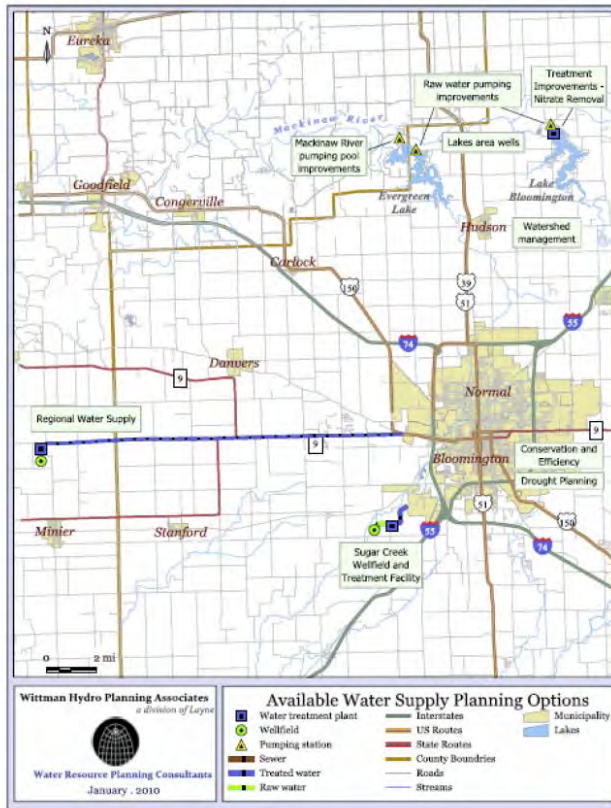 N
Eureka
Treatment
Improvements -
Nitrate Removal
Raw water pumping
improvements
Mackinaw River
Mackinaw River
pumping pool
improvements
Lakes area wells
Goodfield
Congerville
Evergreen
Lake
Lake
Bloomington
Hudson
Watershed
management
Carlock
150
39
51
55
74
Danvers
9
Normal
Regional Water Supply
9
9
Bloomington
Conservation and
Efficiency
Drought Planning
51
150
Minier
Stanford
55
74
Sugar Creek
Wellfield and
Treatment Facility
0 2 mi
Wittman Hydro Planning Associates
a division of Layne
Water Resource Planning Consultants
January . 2010
Available Water Supply Planning Options
Water treatment plant
Wellfield
Pumping station
Sewer
Treated water
Raw water
Interstates
US Routes
State Routes
County Boundries
Roads
Streams
Municipality
Lakes